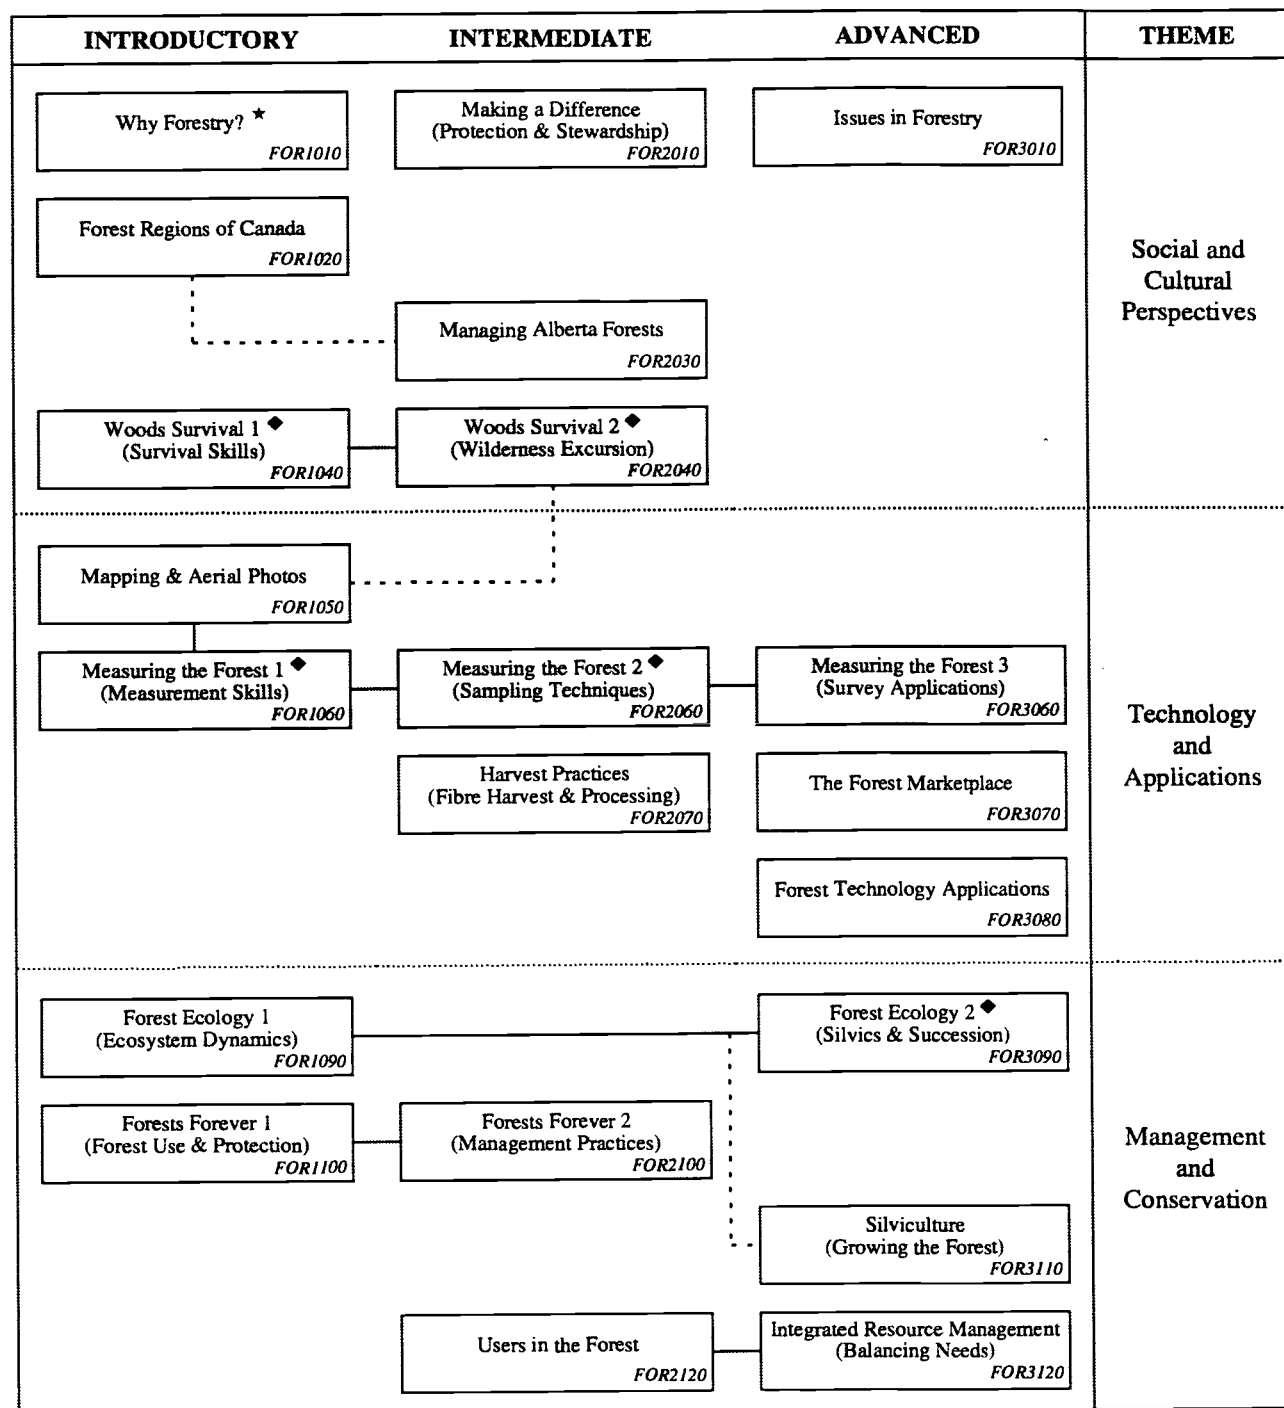 INTRODUCTORY INTERMEDIATE ADVANCED THEME
Why Forestry? ★
FOR1010
Making a Difference
(Protection & Stewardship)
FOR2010
Issues in Forestry
FOR3010
Forest Regions of Canada
FOR1020
Managing Alberta Forests
FOR2030
Woods Survival 1 ◆
(Survival Skills)
FOR1040
Woods Survival 2 ◆
(Wilderness Excursion)
FOR2040
Social and
Cultural
Perspectives
Mapping & Aerial Photos
FOR1050
Measuring the Forest 1 ◆
(Measurement Skills)
FOR1060
Measuring the Forest 2 ◆
(Sampling Techniques)
FOR2060
Measuring the Forest 3
(Survey Applications)
FOR3060
Harvest Practices
(Fibre Harvest & Processing)
FOR2070
The Forest Marketplace
FOR3070
Forest Technology Applications
FOR3080
Technology
and
Applications
Forest Ecology 1
(Ecosystem Dynamics)
FOR1090
Forest Ecology 2 ◆
(Silvics & Succession)
FOR3090
Forests Forever 1
(Forest Use & Protection)
FOR1100
Forests Forever 2
(Management Practices)
FOR2100
Silviculture
(Growing the Forest)
FOR3110
Users in the Forest
FOR2120
Integrated Resource Management
(Balancing Needs)
FOR3120
Management
and
Conservation